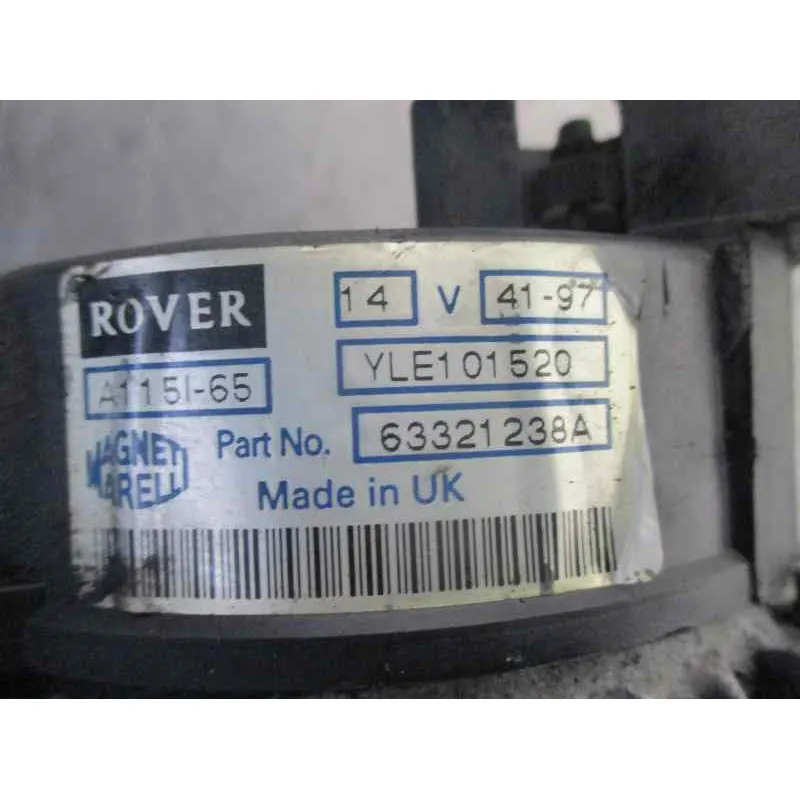 ROVER 14 V 41-97
A115I-65 YLE101520
MAGNETI MARELLI Part No. 63321238A
Made in UK